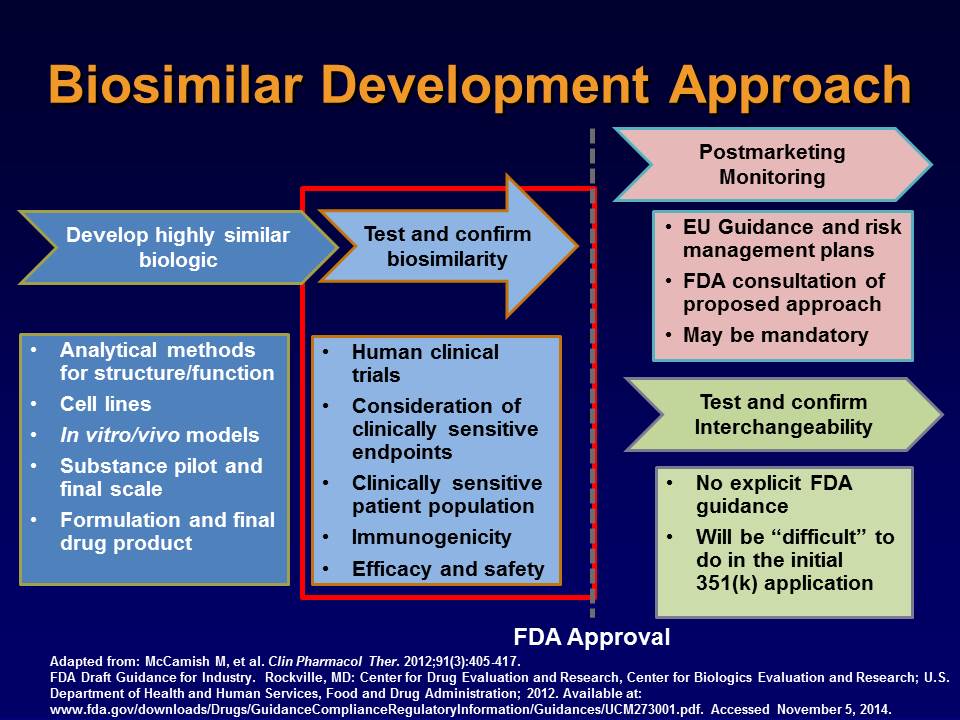 Biosimilar Development Approach
Develop highly similar
biologic
• Analytical methods
for structure/function
• Cell lines
• In vitro/vivo models
• Substance pilot and
final scale
• Formulation and final
drug product
Test and confirm
biosimilarity
• Human clinical
trials
• Consideration of
clinically sensitive
endpoints
• Clinically sensitive
patient population
• Immunogenicity
• Efficacy and safety
Postmarketing
Monitoring
• EU Guidance and risk
management plans
• FDA consultation of
proposed approach
• May be mandatory
Test and confirm
Interchangeability
• No explicit FDA
guidance
• Will be “difficult” to
do in the initial
351(k) application
FDA Approval
Adapted from: McCamish M, et al. Clin Pharmacol Ther. 2012;91(3):405-417.
FDA Draft Guidance for Industry. Rockville, MD: Center for Drug Evaluation and Research, Center for Biologics Evaluation and Research; U.S.
Department of Health and Human Services, Food and Drug Administration; 2012. Available at:
www.fda.gov/downloads/Drugs/GuidanceComplianceRegulatoryInformation/Guidances/UCM273001.pdf. Accessed November 5, 2014.